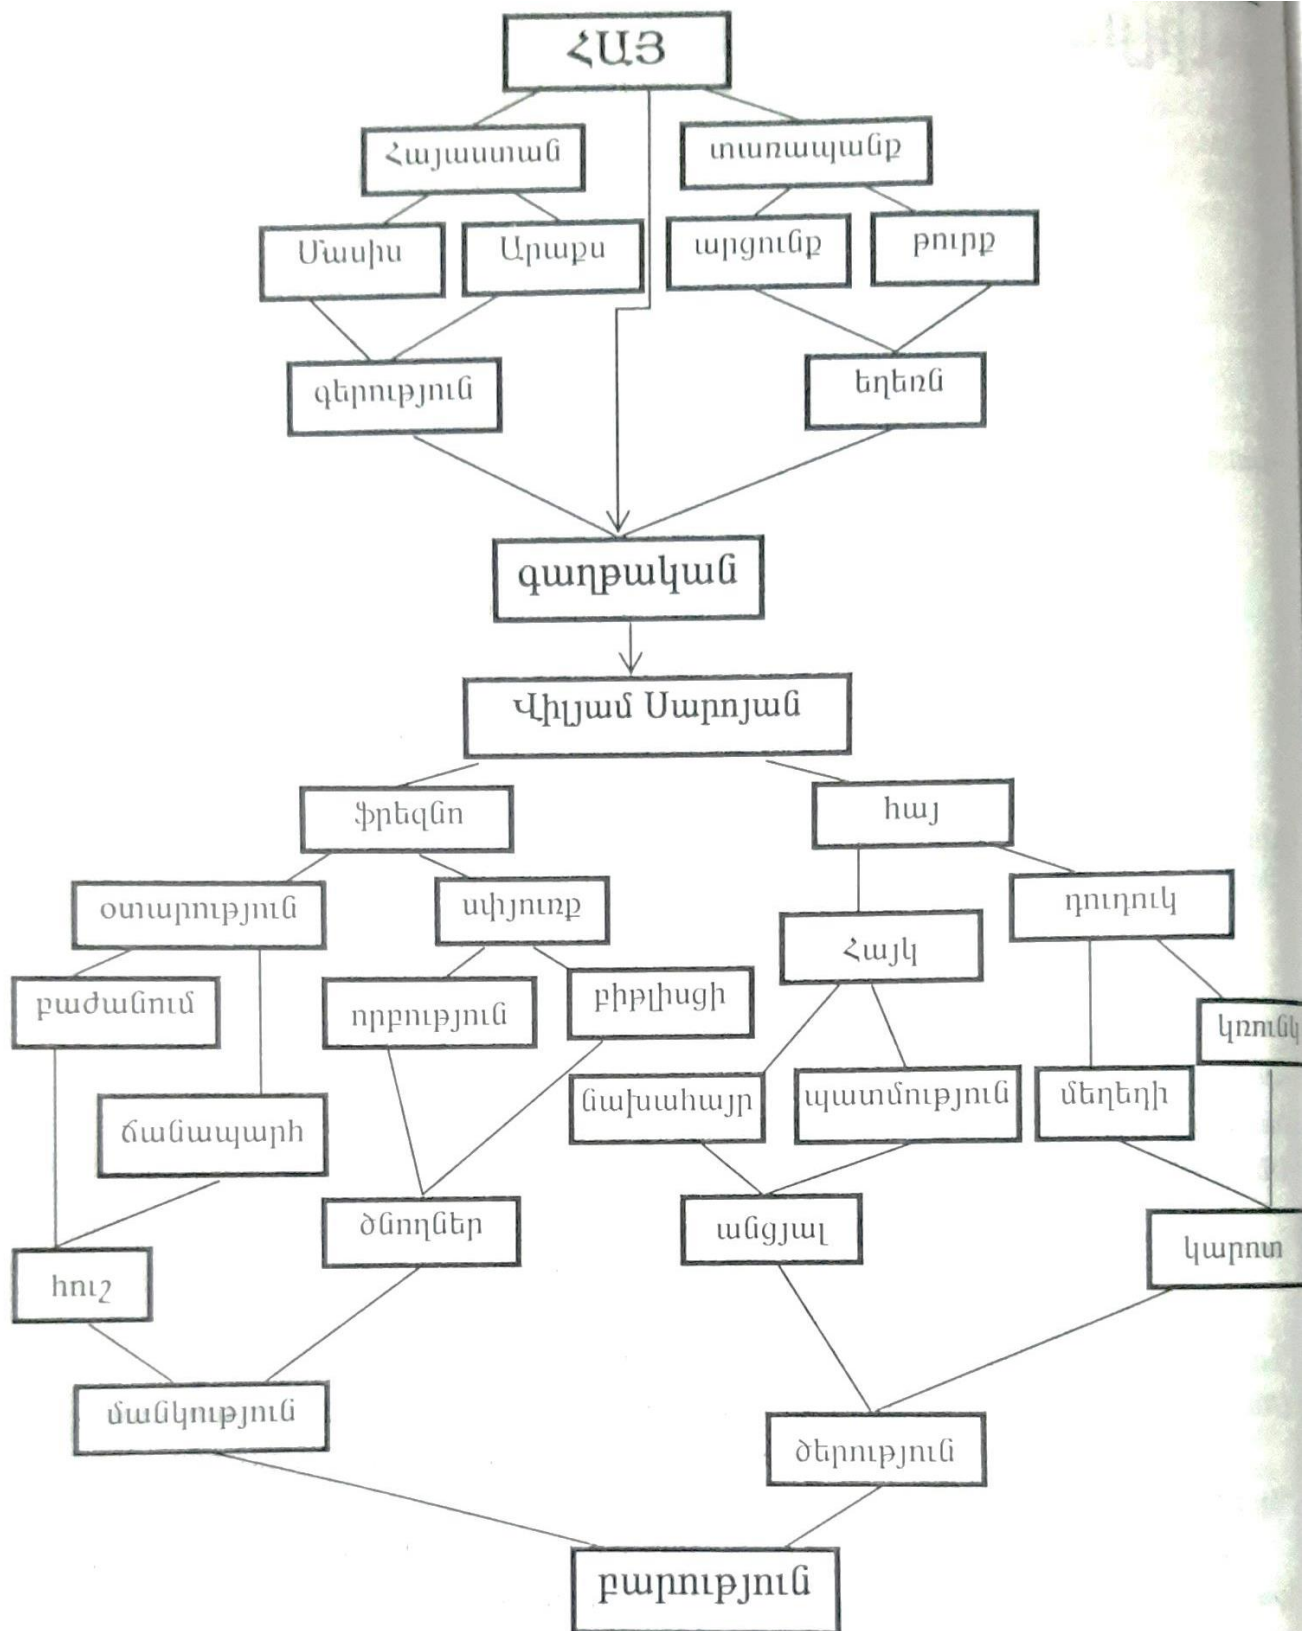 ՀԱՅ
Հայաստան
տառապանք
Մասիս
Արաքս
արցունք
թուրք
գերություն
եղեռն
գաղթական
Վիլյամ Սարոյան
ֆրեզնո
հայ
օտարություն
սփյուռք
Հայկ
դուդուկ
բաժանում
որբություն
բիթլիսցի
կռունկ
ճանապարհ
նախահայր
պատմություն
մեղեդի
հուշ
ծնողներ
անցյալ
կարոտ
մանկություն
ծերություն
բարություն